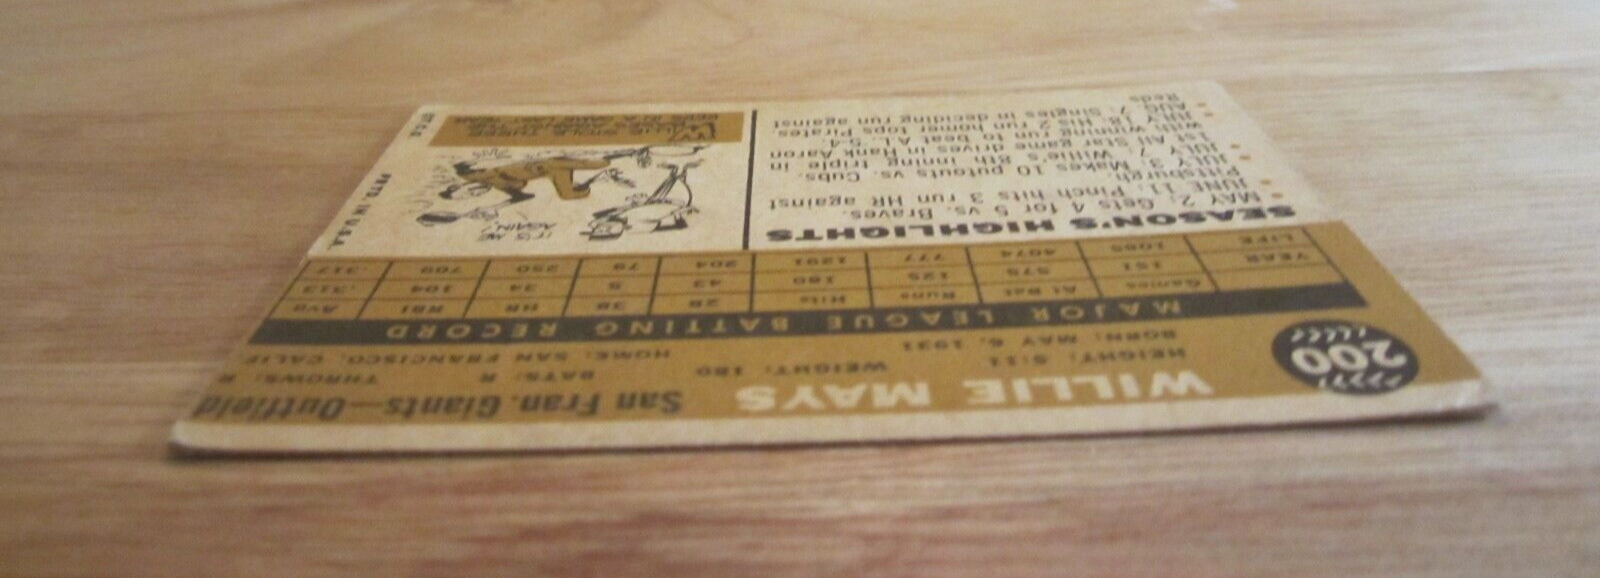 200
WILLIE MAYS
San Fran. Giants—Outfield
HEIGHT: 5:11 WEIGHT: 180 BATS: R THROWS: R
BORN: MAY 6, 1931 HOME: SAN FRANCISCO, CALIF
MAJOR LEAGUE BATTING RECORD
Games At Bat Runs Hits 2B 3B HR RBI Avg
YEAR 151 575 125 180 43 5 34 104 .313
LIFE 1065 4074 777 1291 204 79 250 709 .317
SEASON'S HIGHLIGHTS
• MAY 2: Gets 4 for 5 vs. Braves.
• JUNE 11: Pinch hits 3 run HR against
Pittsburgh.
JULY 3: Makes 10 putouts vs. Cubs.
• JULY 7: Willie's 8th inning triple in
1st All Star game drives in Hank Aaron
with winning run to beat A.L. 5-4.
JULY 18: His 2 run homer tops Pirates.
• AUG. 7: Singles in deciding run against
Reds
IT'S ME
AGAIN!
©T.C.G.
PRTD. IN U.S.A.